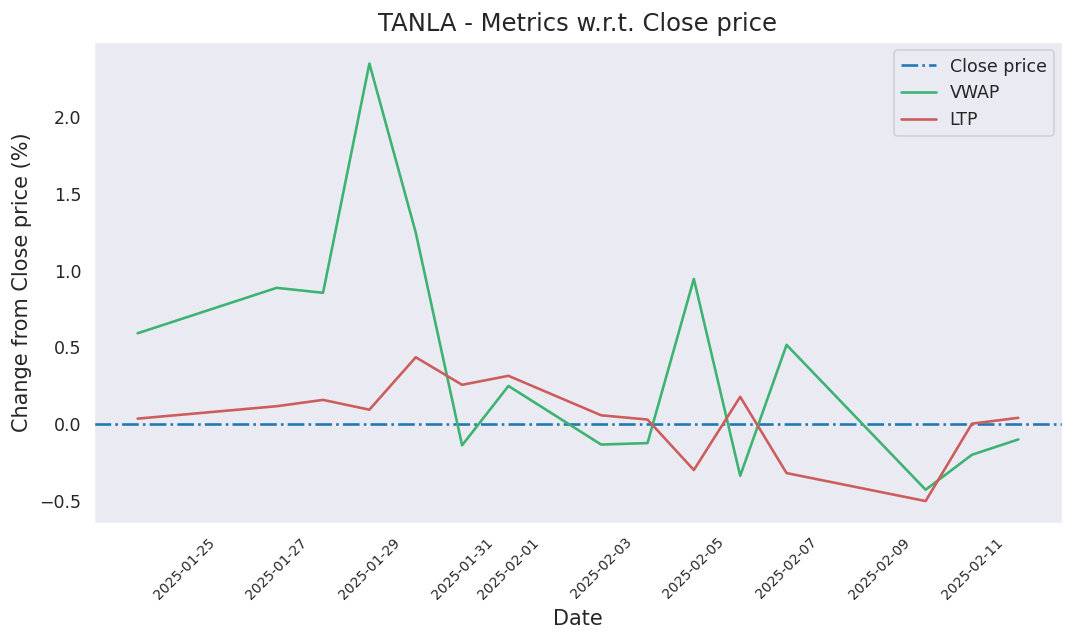 TANLA - Metrics w.r.t. Close price
Close price
VWAP
LTP
Change from Close price (%)
2.0
1.5
1.0
0.5
0.0
−0.5
2025-01-25
2025-01-27
2025-01-29
2025-01-31
2025-02-01
2025-02-03
2025-02-05
2025-02-07
2025-02-09
2025-02-11
Date